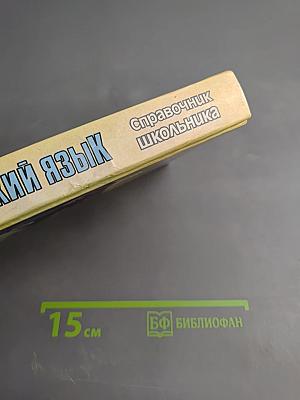 КИЙ ЯЗЫК
Справочник
школьника
15 см
БФ БИБЛИОФАН